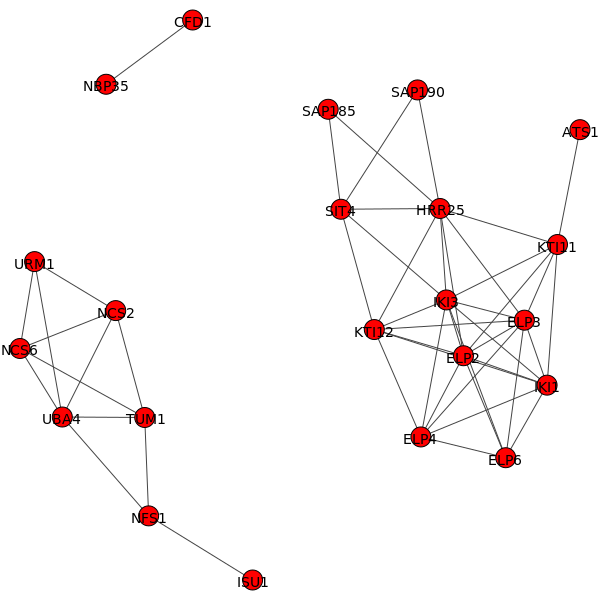 CFD1
NBP35
SAP190
SAP185
ATS1
SIT4
HRR25
KTI11
URM1
IKI3
NCS2
ELP3
KTI12
NCS6
ELP2
IKI1
UBA4
TUM1
ELP4
ELP6
NFS1
ISU1